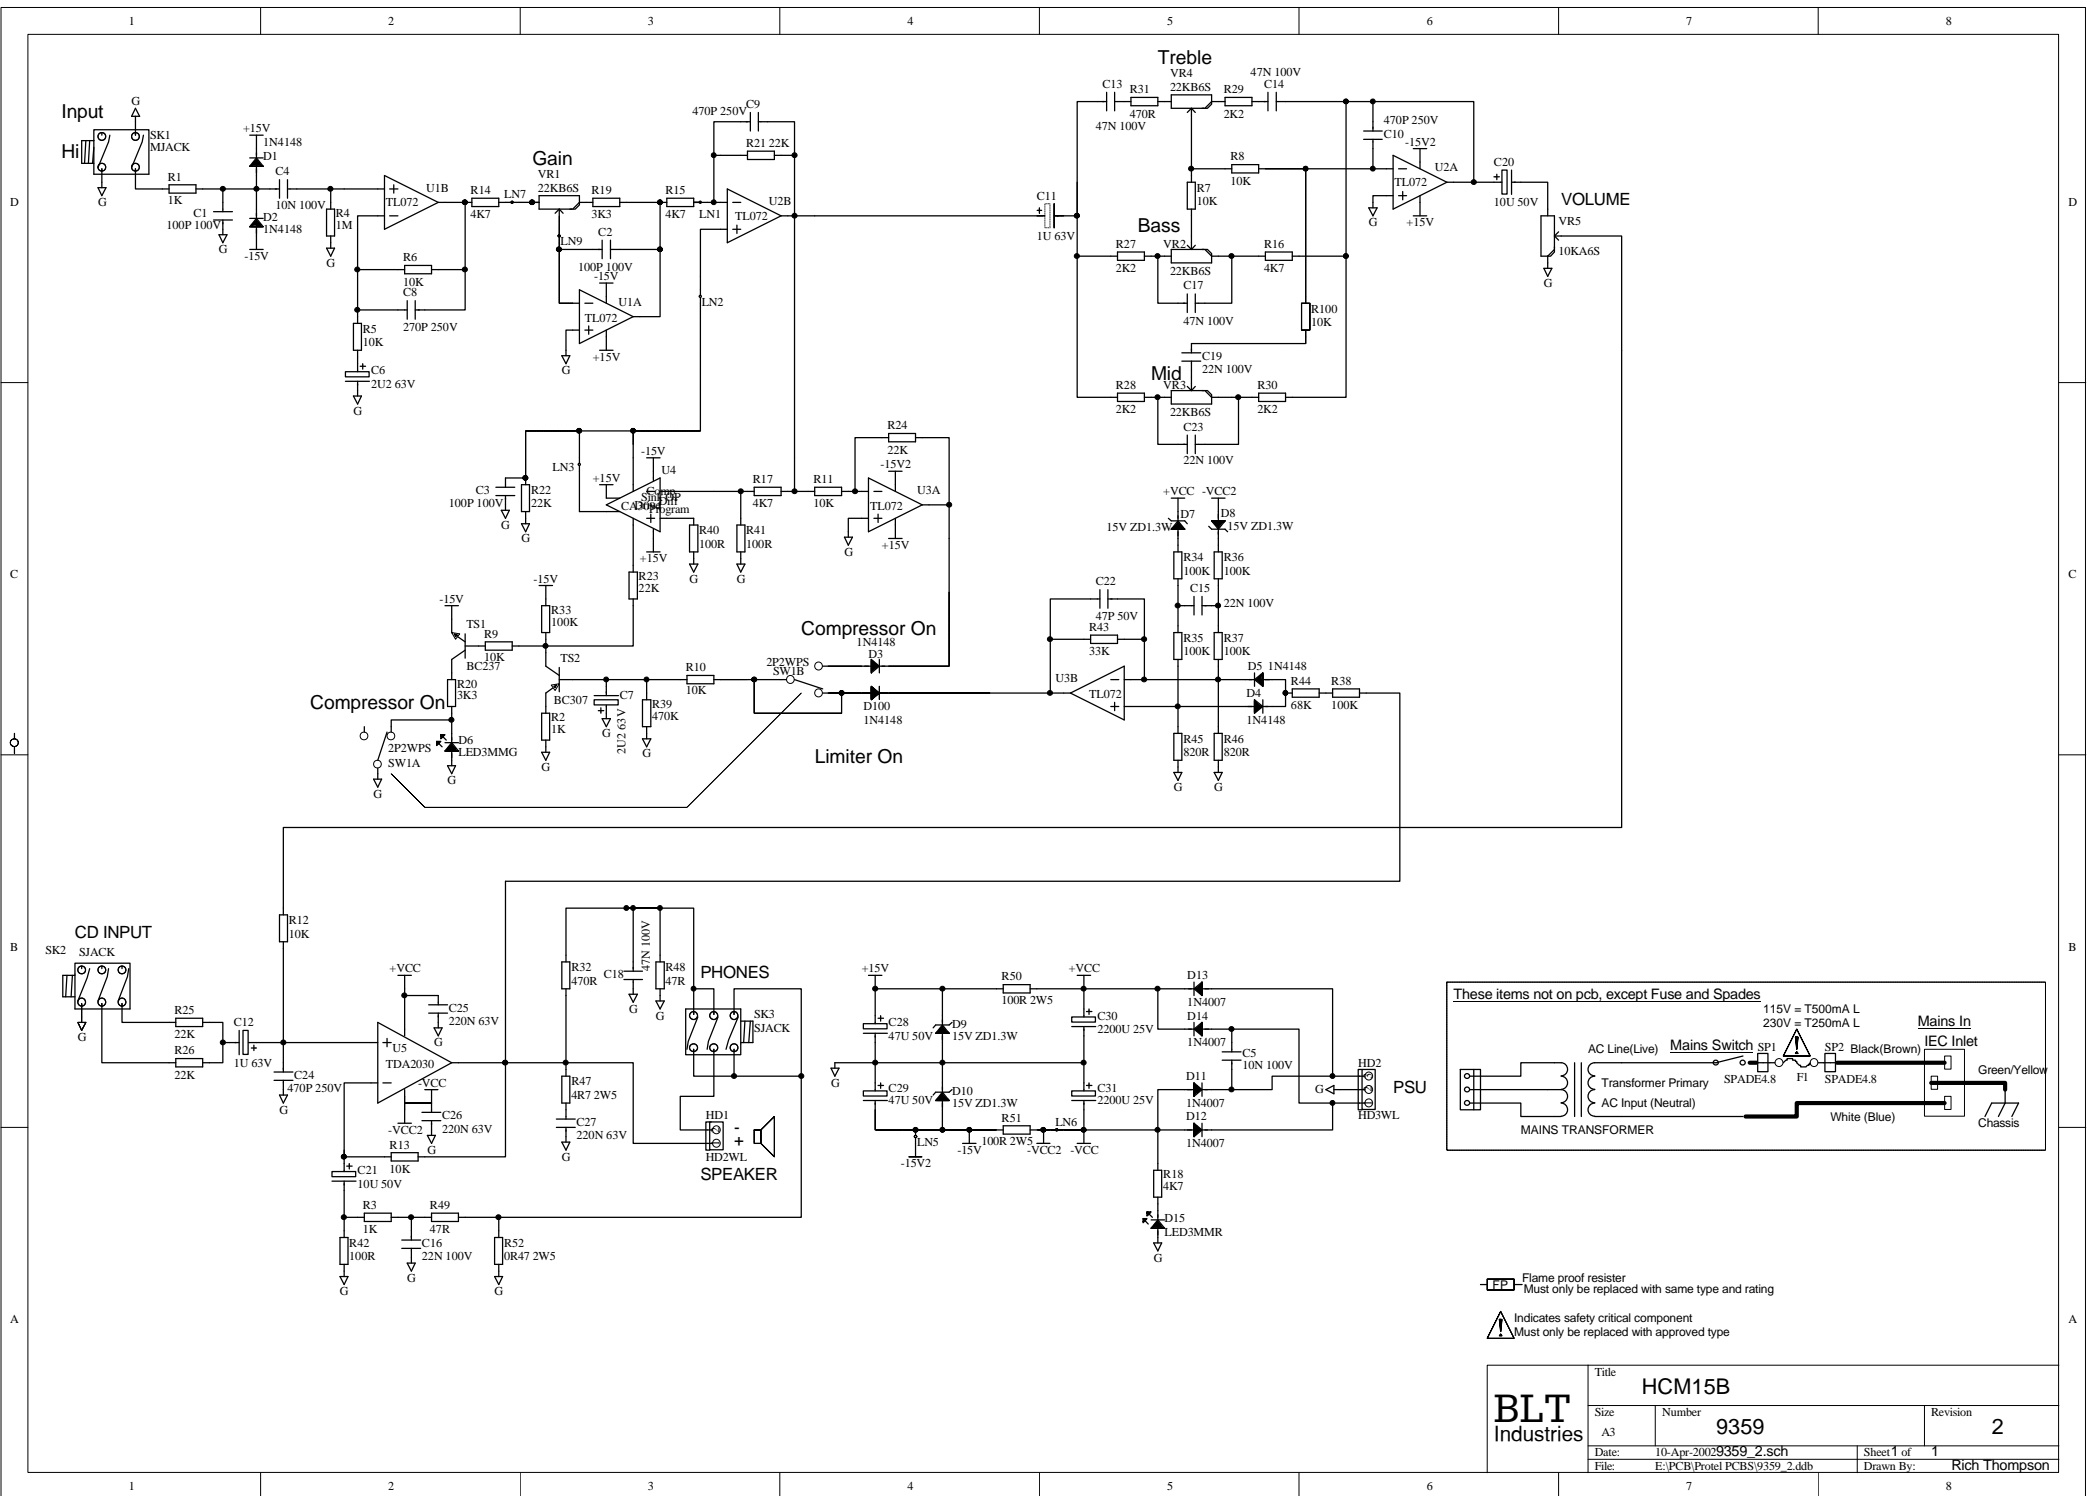 1 2 3 4 5 6 7 8
D
C
B
A
D
C
B
A
Input
G
Hi
SK1
MJACK
G
R1
1K
+15V
1N4148
D1
C4
10N 100V
C1
100P 100V
G
D2
1N4148
-15V
R4
1M
G
U1B
TL072
R6
10K
C8
270P 250V
R5
10K
C6
2U2 63V
G
R14
4K7
LN7
Gain
VR1
22KB6S
R19
3K3
LN9
C2
100P 100V
-15V
U1A
TL072
+15V
G
R15
4K7
LN1
470P 250V
C9
R21 22K
U2B
TL072
LN2
C11
1U 63V
Treble
VR4
22KB6S
C13
47N 100V
R31
470R
R29
2K2
47N 100V
C14
R8
10K
R7
10K
Bass
VR2
22KB6S
R27
2K2
R16
4K7
C17
47N 100V
R100
10K
C19
22N 100V
Mid
VR3
22KB6S
R28
2K2
R30
2K2
C23
22N 100V
470P 250V
C10
-15V2
U2A
TL072
+15V
G
C20
10U 50V
VOLUME
VR5
10KA6S
G
LN3
-15V
+15V
U4
+15V
C3
100P 100V
G
R22
22K
G
R17
4K7
R11
10K
R40
100R
G
R41
100R
G
R24
22K
-15V2
U3A
TL072
+15V
G
R23
22K
-15V
R33
100K
-15V
TS1
BC237
R9
10K
TS2
BC307
R20
3K3
Compressor On
2P2WPS
SW1A
G
D6
LED3MMG
G
R2
1K
G
C7
2U2 63V
G
R39
470K
G
R10
10K
Compressor On
1N4148
D3
2P2WPS
SW1B
D100
1N4148
Limiter On
C22
47P 50V
R43
33K
U3B
TL072
+VCC
-VCC2
D7
15V ZD1.3W
D8
15V ZD1.3W
R34
100K
R36
100K
C15
22N 100V
R35
100K
R37
100K
D5 1N4148
D4
1N4148
R44
68K
R38
100K
R45
820R
G
R46
820R
G
R12
10K
CD INPUT
SK2
SJACK
G
R25
22K
R26
22K
C12
1U 63V
C24
470P 250V
G
+VCC
C25
220N 63V
G
U5
TDA2030
-VCC
C26
220N 63V
-VCC2
G
R13
10K
C21
10U 50V
R3
1K
R49
47R
R42
100R
G
C16
22N 100V
G
R52
0R47 2W5
G
R32
470R
C18
47N 100V
G
R48
47R
G
PHONES
SK3
SJACK
R47
4R7 2W5
C27
220N 63V
G
HD1
-
+
HD2WL
SPEAKER
+15V
R50
100R 2W5
+VCC
C28
47U 50V
D9
15V ZD1.3W
C30
2200U 25V
G
C29
47U 50V
D10
15V ZD1.3W
C31
2200U 25V
LN5
-15V2
-15V
R51
100R 2W5
LN6
-VCC2
-VCC
D13
1N4007
D14
1N4007
C5
10N 100V
D11
1N4007
D12
1N4007
HD2
G
HD3WL
PSU
R18
4K7
D15
LED3MMR
G
These items not on pcb, except Fuse and Spades
115V = T500mA L
230V = T250mA L
Mains In
IEC Inlet
AC Line(Live)
Mains Switch
SP1
SPADE4.8
F1
SP2
SPADE4.8
Black(Brown)
Green/Yellow
Transformer Primary
AC Input (Neutral)
White (Blue)
Chassis
MAINS TRANSFORMER
FP
Flame proof resister
Must only be replaced with same type and rating
Indicates safety critical component
Must only be replaced with approved type
BLT
Industries
Title
HCM15B
Size
A3
Number
9359
Revision
2
Date:
10-Apr-2002
9359_2.sch
Sheet 1 of 1
File:
E:\PCB\Protel PCBS\9359_2.ddb
Drawn By:
Rich Thompson
1 2 3 4 5 6 7 8